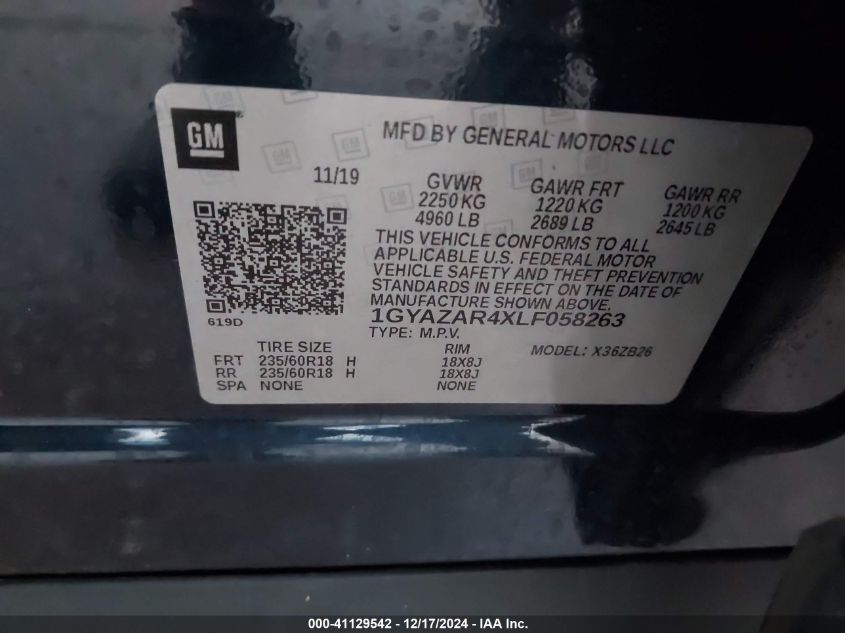 GM
MFD BY GENERAL MOTORS LLC
11/19
GVWR GAWR FRT GAWR RR
2250 KG 1220 KG 1200 KG
4960 LB 2689 LB 2645 LB
THIS VEHICLE CONFORMS TO ALL
APPLICABLE U.S. FEDERAL MOTOR
VEHICLE SAFETY AND THEFT PREVENTION
STANDARDS IN EFFECT ON THE DATE OF
MANUFACTURE SHOWN ABOVE.
1GYAZAR4XLF058263
619D
TYPE: M.P.V.
MODEL: X36ZB26
TIRE SIZE RIM
FRT 235/60R18 H 18X8J
RR 235/60R18 H 18X8J
SPA NONE NONE
000-41129542 - 12/17/2024 - IAA Inc.